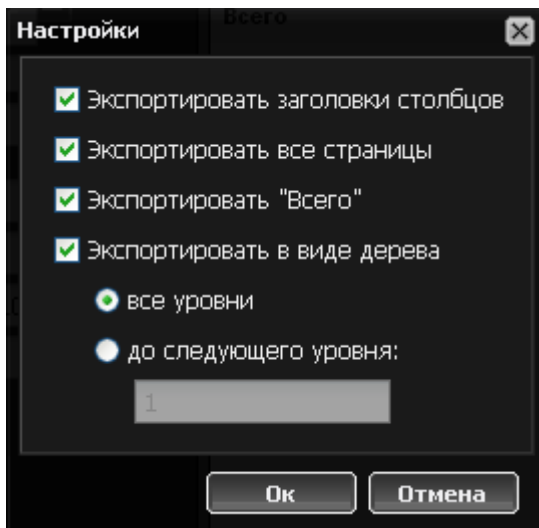 Всего
Настройки
Экспортировать заголовки столбцов
Экспортировать все страницы
Экспортировать "Всего"
Экспортировать в виде дерева
все уровни
до следующего уровня:
1
Ок Отмена